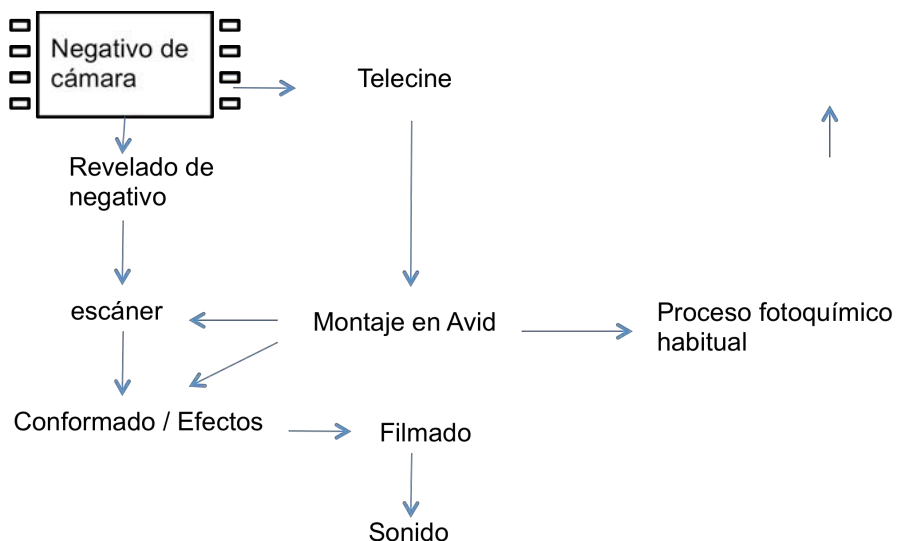 Negativo de
cámara
Telecine
Revelado de
negativo
escáner
Montaje en Avid
Proceso fotoquímico
habitual
Conformado / Efectos
Filmado
Sonido